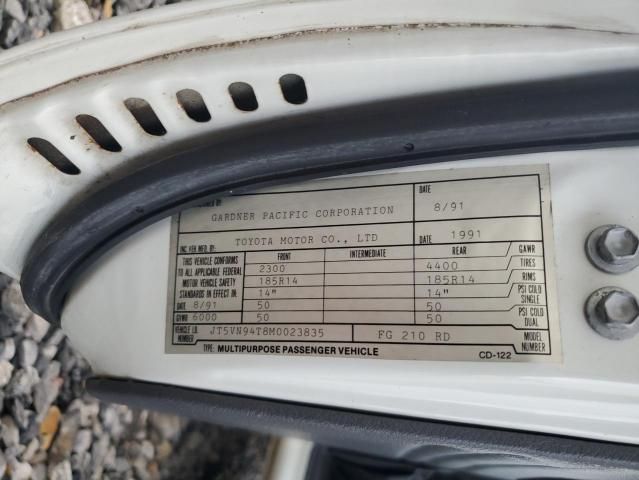 BY: GARDNER PACIFIC CORPORATION DATE 8/91
INC. VEH. MFD. BY: TOYOTA MOTOR CO., LTD DATE 1991
THIS VEHICLE CONFORMS TO ALL APPLICABLE FEDERAL MOTOR VEHICLE SAFETY STANDARDS IN EFFECT IN:
FRONT INTERMEDIATE REAR GAWR
2300 4400 TIRES
185R14 185R14 RIMS
14" 14" PSI COLD SINGLE
DATE 8/91 50 50 PSI COLD DUAL
GVWR 6000 50 50
VEHICLE I.D. NUMBER JT5VN94T8M0023835 FG 210 RD MODEL NUMBER
TYPE: MULTIPURPOSE PASSENGER VEHICLE CD-122